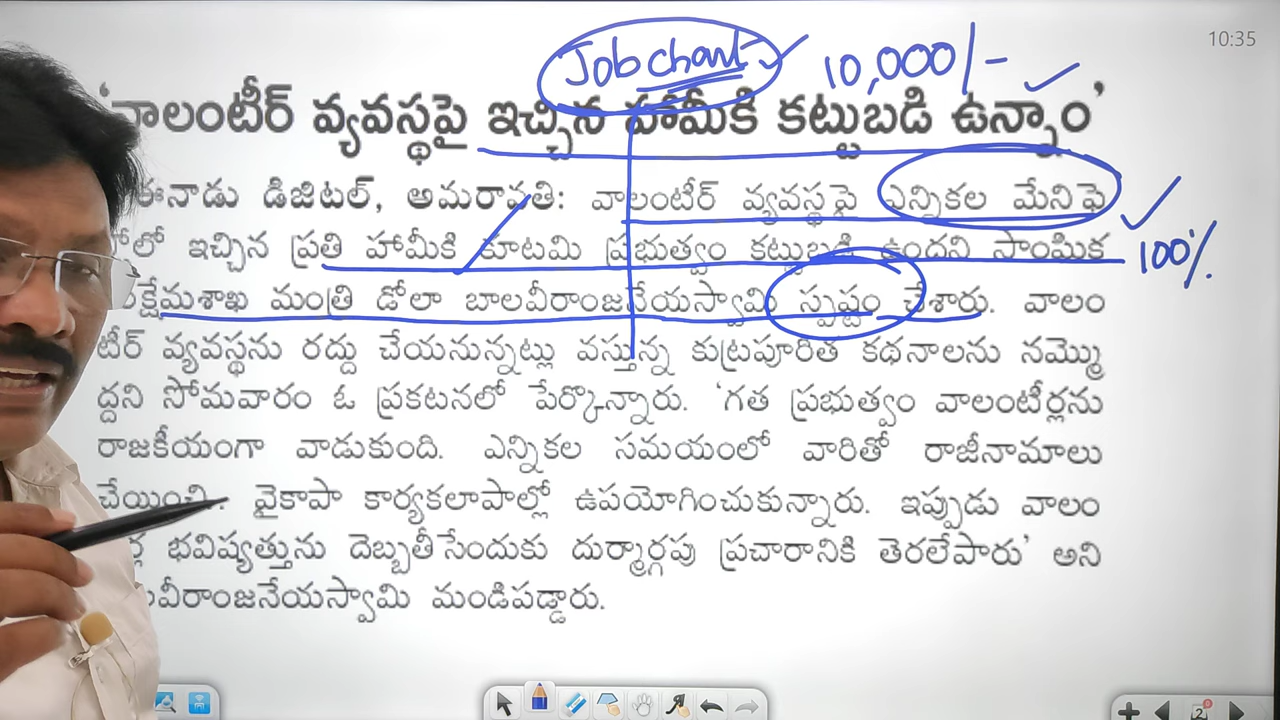 10:35
Job chart 10,000/-
వాలంటీర్ వ్యవస్థపై ఇచ్చిన హామీకి కట్టుబడి ఉన్నాం'
ఈనాడు డిజిటల్, అమరావతి: వాలంటీర్ వ్యవస్థపై ఎన్నికల మేనిఫె
లో ఇచ్చిన ప్రతి హామీకి కూటమి ప్రభుత్వం కట్టుబడి ఉందని సాంఘిక 100%
మంత్రి డోలా బాలవీరాంజనేయస్వామి స్పష్టం చేశారు. వాలం
టీర్ వ్యవస్థను రద్దు చేయనున్నట్లు వస్తున్న కుట్రపూరిత కథనాలను నమ్మొ
ద్దని సోమవారం ఓ ప్రకటనలో పేర్కొన్నారు. 'గత ప్రభుత్వం వాలంటీర్లను
రాజకీయంగా వాడుకుంది. ఎన్నికల సమయంలో వారితో రాజీనామాలు
చేయించి. వైకాపా కార్యకలాపాల్లో ఉపయోగించుకున్నారు. ఇప్పుడు వాలం
భవిష్యత్తును దెబ్బతీసేందుకు దుర్మార్గపు ప్రచారానికి తెరలేపారు' అని
వీరాంజనేయస్వామి మండిపడ్డారు.
2